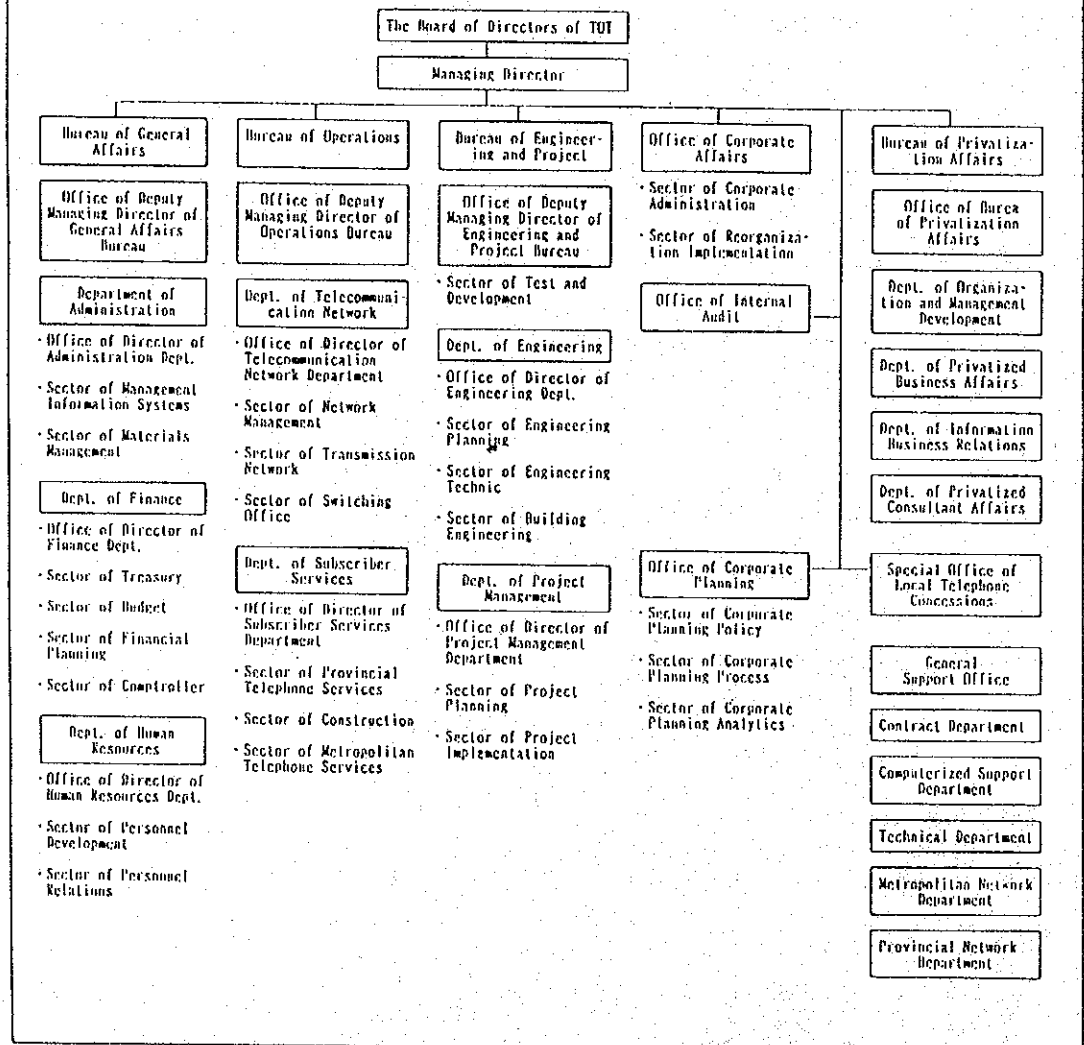 The Board of Directors of TOT
Managing Director
Bureau of General
Affairs
Office of Deputy
Managing Director of
General Affairs
Bureau
Department of
Administration
· Office of Director of
Administration Dept.
· Sector of Management
Information Systems
· Sector of Materials
Management
Dept. of Finance
· Office of Director of
Finance Dept.
· Sector of Treasury
· Sector of Budget
· Sector of Financial
Planning
· Sector of Comptroller
Dept. of Human
Resources
· Office of Director of
Human Resources Dept.
· Sector of Personnel
Development
· Sector of Personnel
Relations
Bureau of Operations
Office of Deputy
Managing Director of
Operations Bureau
Dept. of Telecommuni-
cation Network
· Office of Director of
Telecommunication
Network Department
· Sector of Network
Management
· Sector of Transmission
Network
· Sector of Switching
Office
Dept. of Subscriber
Services
· Office of Director of
Subscriber Services
Department
· Sector of Provincial
Telephone Services
· Sector of Construction
· Sector of Metropolitan
Telephone Services
Bureau of Engineer-
ing and Project
Office of Deputy
Managing Director of
Engineering and
Project Bureau
· Sector of Test and
Development
Dept. of Engineering
· Office of Director of
Engineering Dept.
· Sector of Engineering
Planning
· Sector of Engineering
Technic
· Sector of Building
Engineering
Dept. of Project
Management
· Office of Director of
Project Management
Department
· Sector of Project
Planning
· Sector of Project
Implementation
Office of Corporate
Affairs
· Sector of Corporate
Administration
· Sector of Reorganiza-
tion Implementation
Office of Internal
Audit
Office of Corporate
Planning
· Sector of Corporate
Planning Policy
· Sector of Corporate
Planning Process
· Sector of Corporate
Planning Analytics
Bureau of Privatiza-
tion Affairs
Office of Burea
of Privatization
Affairs
Dept. of Organiza-
tion and Management
Development
Dept. of Privatized
Business Affairs
Dept. of Information
Business Relations
Dept. of Privatized
Consultant Affairs
Special Office of
Local Telephone
Concessions
General
Support Office
Contract Department
Computerized Support
Department
Technical Department
Metropolitan Network
Department
Provincial Network
Department